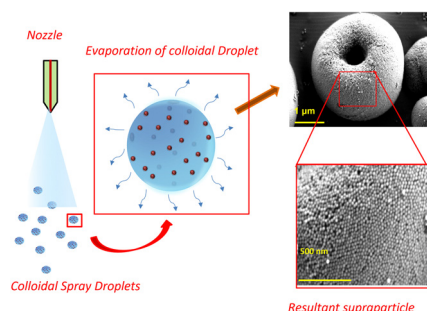 Nozzle
Evaporation of colloidal Droplet
1 µm
500 nm
Colloidal Spray Droplets
Resultant supraparticle